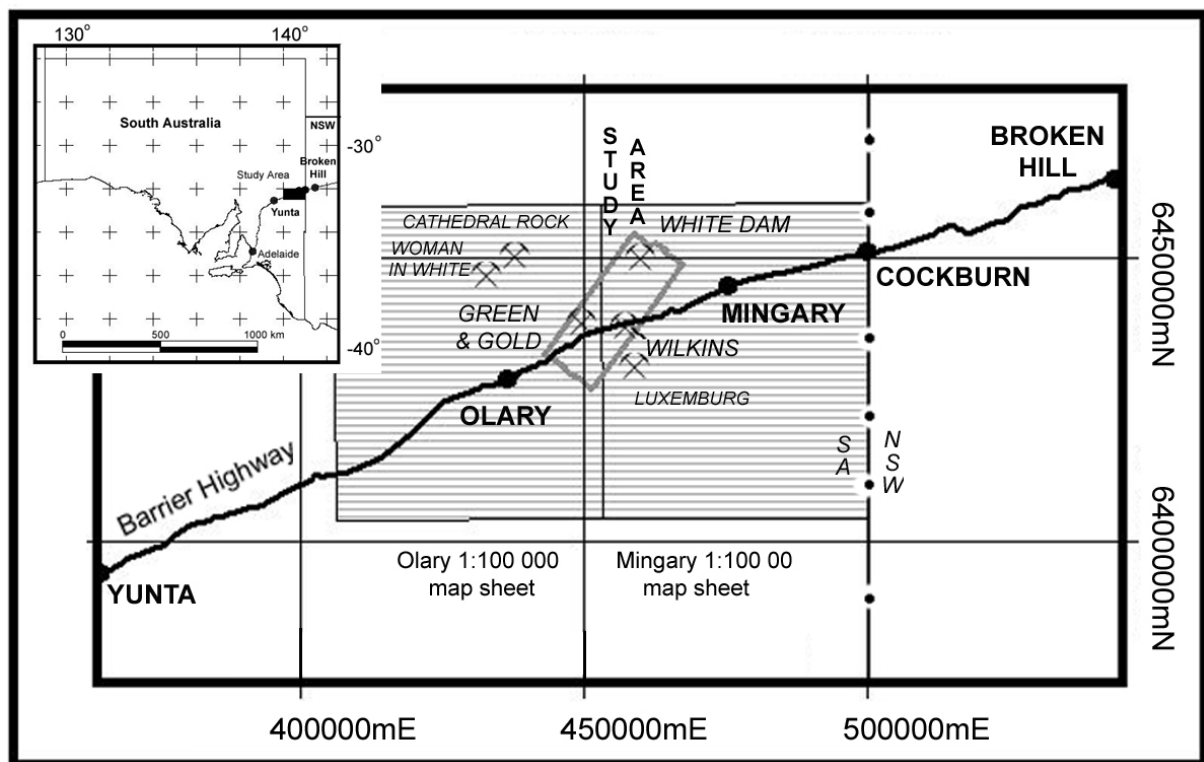 130°
140°
South Australia
NSW
-30°
Broken
Hill
Study Area
Yunta
Adelaide
0
500
1000 km
-40°
STUDY
AREA
BROKEN
HILL
CATHEDRAL ROCK
WHITE DAM
WOMAN
IN WHITE
COCKBURN
GREEN
& GOLD
MINGARY
WILKINS
LUXEMBURG
OLARY
SA
NSW
Barrier Highway
YUNTA
Olary 1:100 000
map sheet
Mingary 1:100 00
map sheet
6450000mN
6400000mN
400000mE
450000mE
500000mE